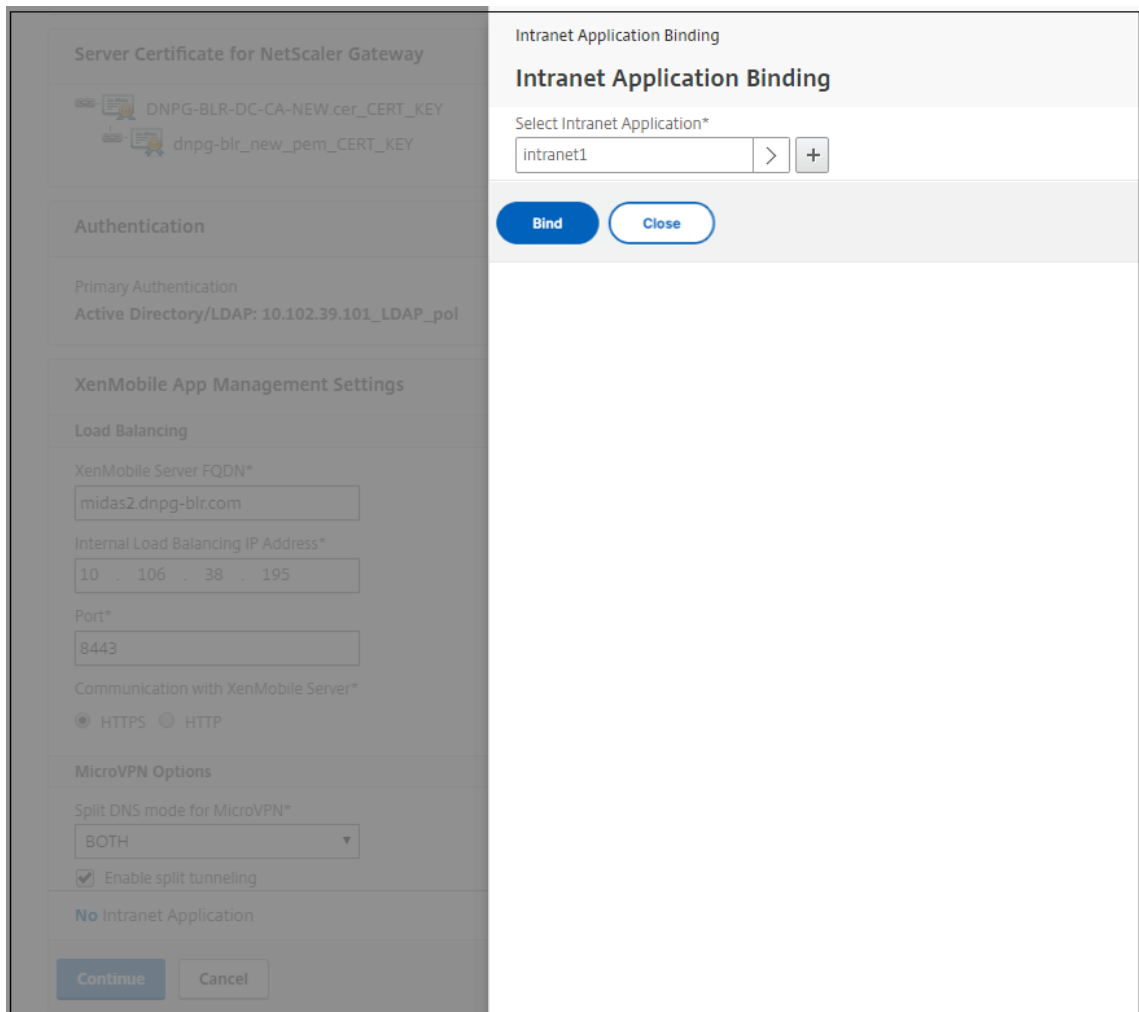 Server Certificate for NetScaler Gateway
DNPG-BLR-DC-CA-NEW.cer_CERT_KEY
dnpg-blr_new_pem_CERT_KEY
Authentication
Primary Authentication
Active Directory/LDAP: 10.102.39.101_LDAP_pol
XenMobile App Management Settings
Load Balancing
XenMobile Server FQDN*
midas2.dnpg-blr.com
Internal Load Balancing IP Address*
10 . 106 . 38 . 195
Port*
8443
Communication with XenMobile Server*
HTTPS HTTP
MicroVPN Options
Split DNS mode for MicroVPN*
BOTH
Enable split tunneling
No Intranet Application
Continue Cancel
Intranet Application Binding
Intranet Application Binding
Select Intranet Application*
intranet1
Bind Close